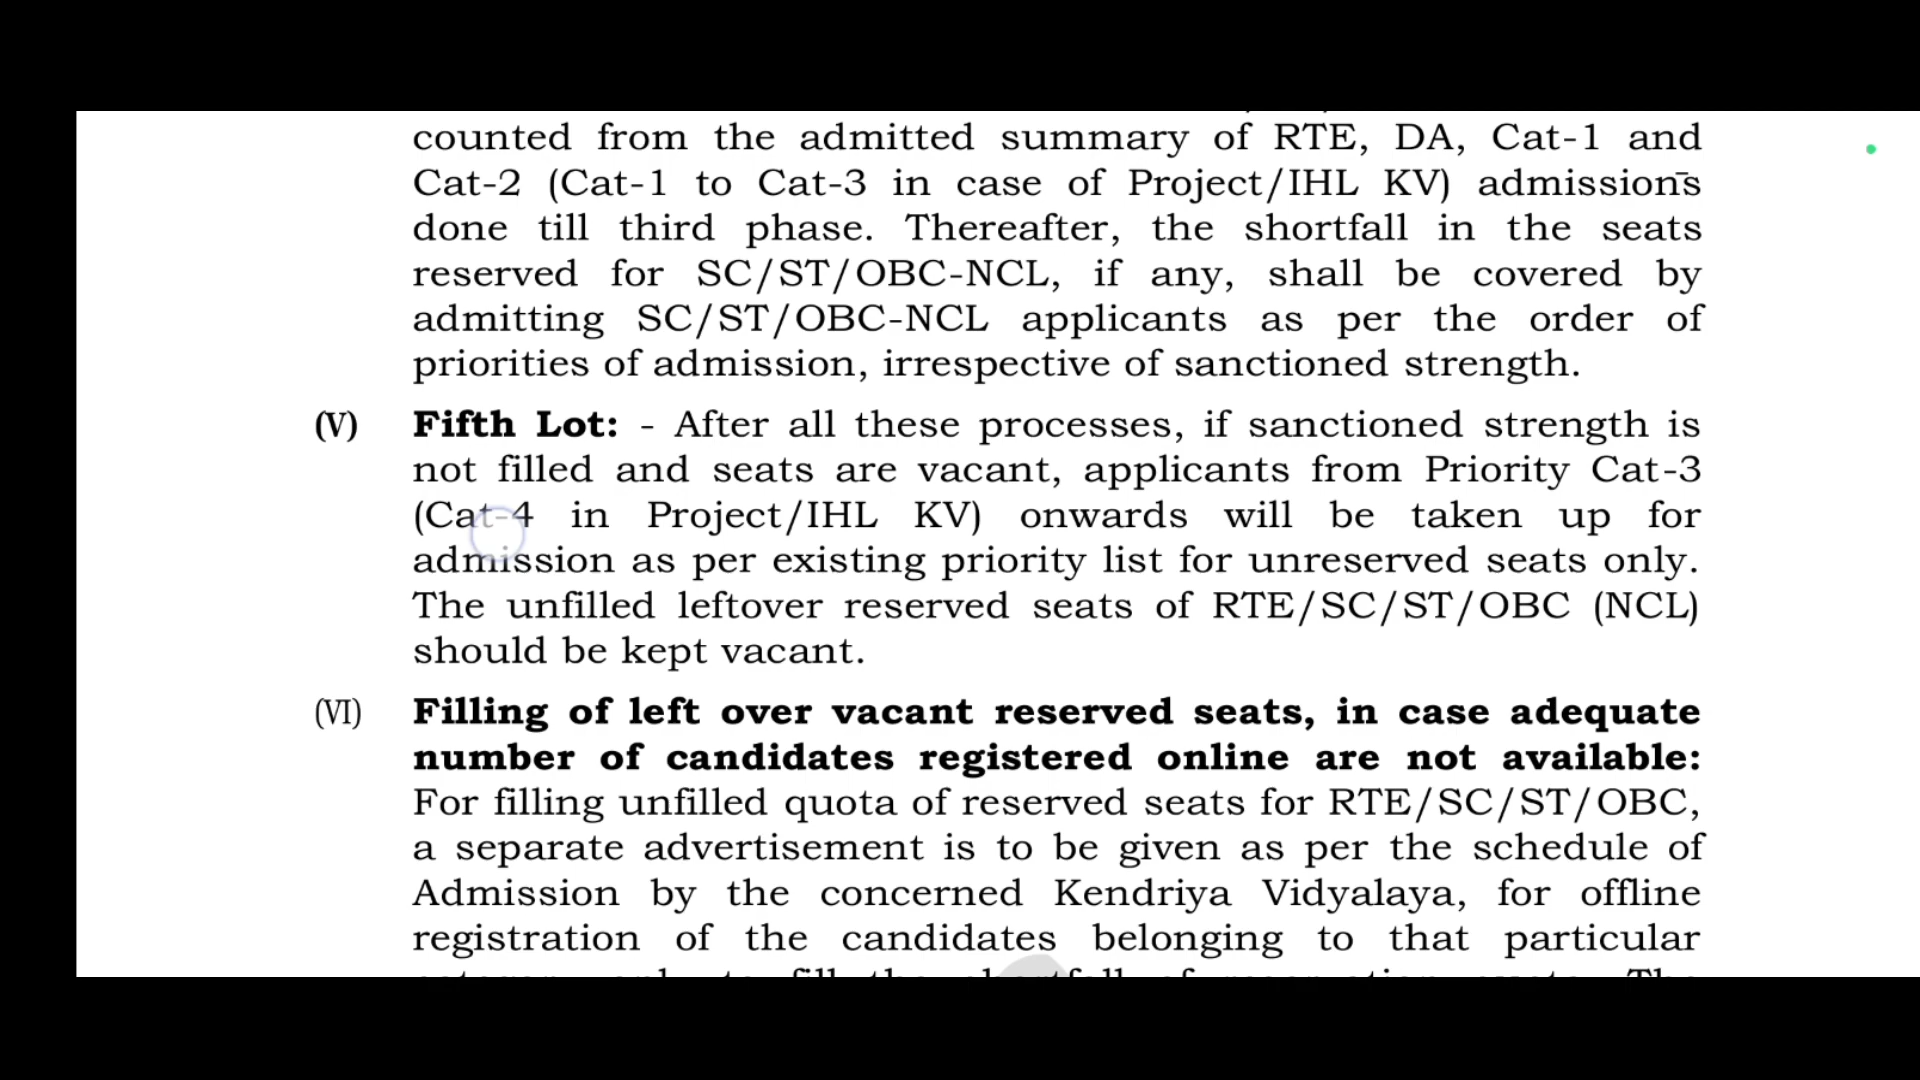 counted from the admitted summary of RTE, DA, Cat-1 and
Cat-2 (Cat-1 to Cat-3 in case of Project/IHL KV) admissions
done till third phase. Thereafter, the shortfall in the seats
reserved for SC/ST/OBC-NCL, if any, shall be covered by
admitting SC/ST/OBC-NCL applicants as per the order of
priorities of admission, irrespective of sanctioned strength.
(V) Fifth Lot: - After all these processes, if sanctioned strength is
not filled and seats are vacant, applicants from Priority Cat-3
(Cat-4 in Project/IHL KV) onwards will be taken up for
admission as per existing priority list for unreserved seats only.
The unfilled leftover reserved seats of RTE/SC/ST/OBC (NCL)
should be kept vacant.
(VI) Filling of left over vacant reserved seats, in case adequate
number of candidates registered online are not available:
For filling unfilled quota of reserved seats for RTE/SC/ST/OBC,
a separate advertisement is to be given as per the schedule of
Admission by the concerned Kendriya Vidyalaya, for offline
registration of the candidates belonging to that particular